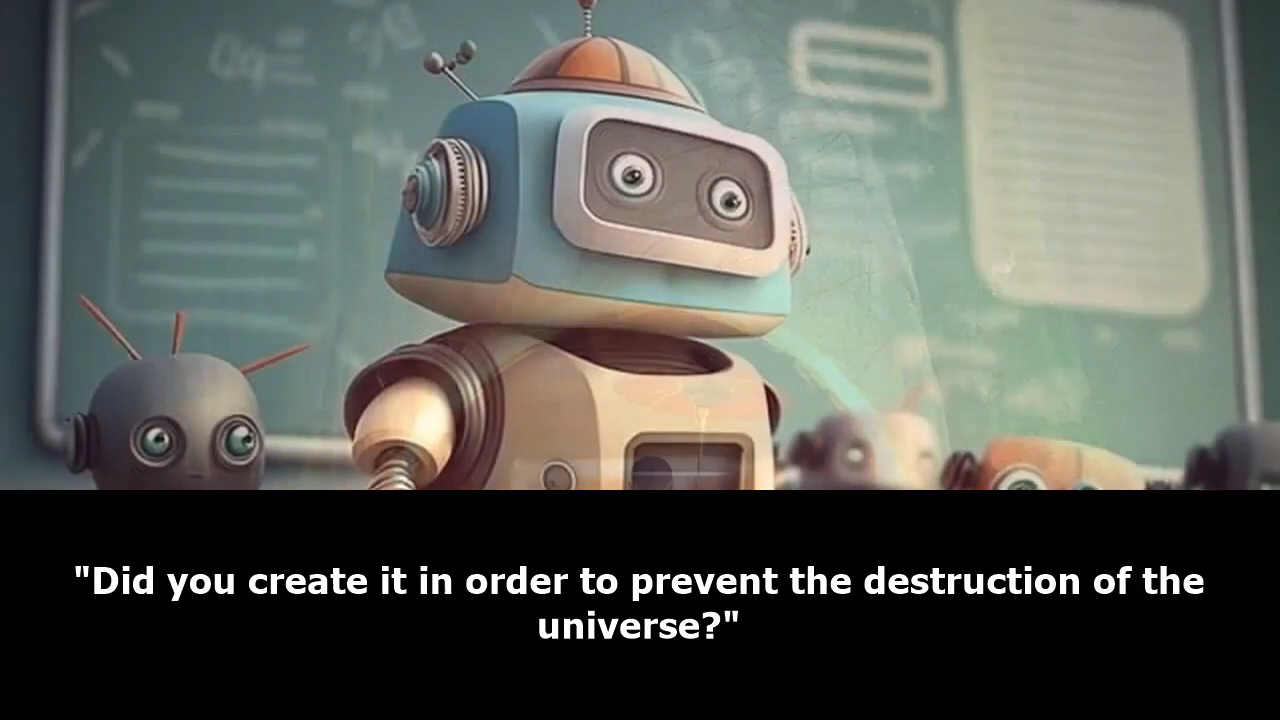 "Did you create it in order to prevent the destruction of the
universe?"